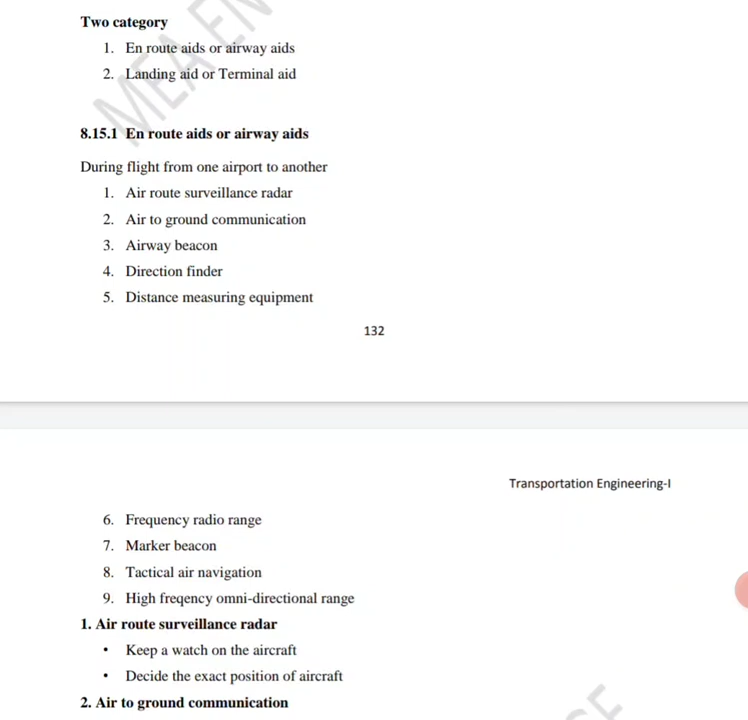 Two category
1. En route aids or airway aids
2. Landing aid or Terminal aid
8.15.1 En route aids or airway aids
During flight from one airport to another
1. Air route surveillance radar
2. Air to ground communication
3. Airway beacon
4. Direction finder
5. Distance measuring equipment
132
Transportation Engineering-I
6. Frequency radio range
7. Marker beacon
8. Tactical air navigation
9. High freqency omni-directional range
1. Air route surveillance radar
• Keep a watch on the aircraft
• Decide the exact position of aircraft
2. Air to ground communication